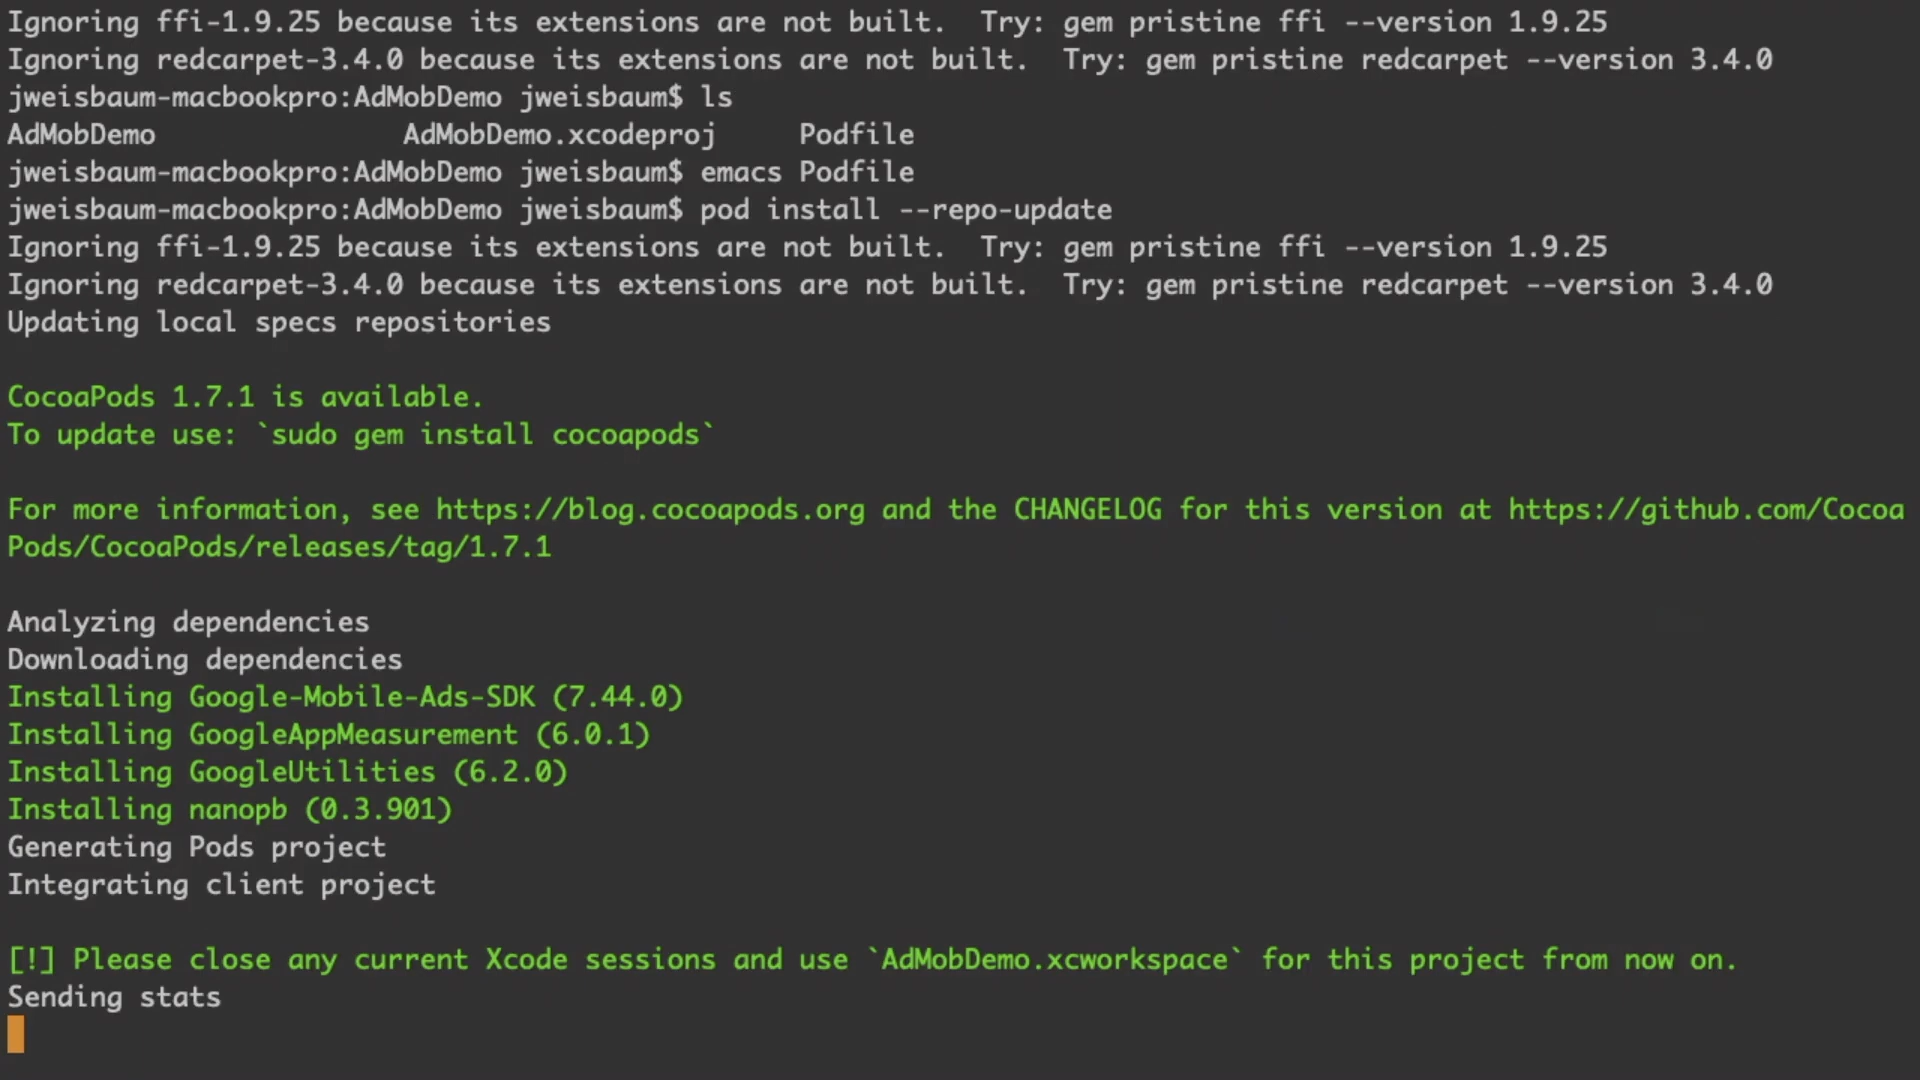 Ignoring ffi-1.9.25 because its extensions are not built.  Try: gem pristine ffi --version 1.9.25
Ignoring redcarpet-3.4.0 because its extensions are not built.  Try: gem pristine redcarpet --version 3.4.0
jweisbaum-macbookpro:AdMobDemo jweisbaum$ ls
AdMobDemo               AdMobDemo.xcodeproj     Podfile
jweisbaum-macbookpro:AdMobDemo jweisbaum$ emacs Podfile
jweisbaum-macbookpro:AdMobDemo jweisbaum$ pod install --repo-update
Ignoring ffi-1.9.25 because its extensions are not built.  Try: gem pristine ffi --version 1.9.25
Ignoring redcarpet-3.4.0 because its extensions are not built.  Try: gem pristine redcarpet --version 3.4.0
Updating local specs repositories
CocoaPods 1.7.1 is available.
To update use: `sudo gem install cocoapods`
For more information, see https://blog.cocoapods.org and the CHANGELOG for this version at https://github.com/Cocoa
Pods/CocoaPods/releases/tag/1.7.1
Analyzing dependencies
Downloading dependencies
Installing Google-Mobile-Ads-SDK (7.44.0)
Installing GoogleAppMeasurement (6.0.1)
Installing GoogleUtilities (6.2.0)
Installing nanopb (0.3.901)
Generating Pods project
Integrating client project
[!] Please close any current Xcode sessions and use `AdMobDemo.xcworkspace` for this project from now on.
Sending stats